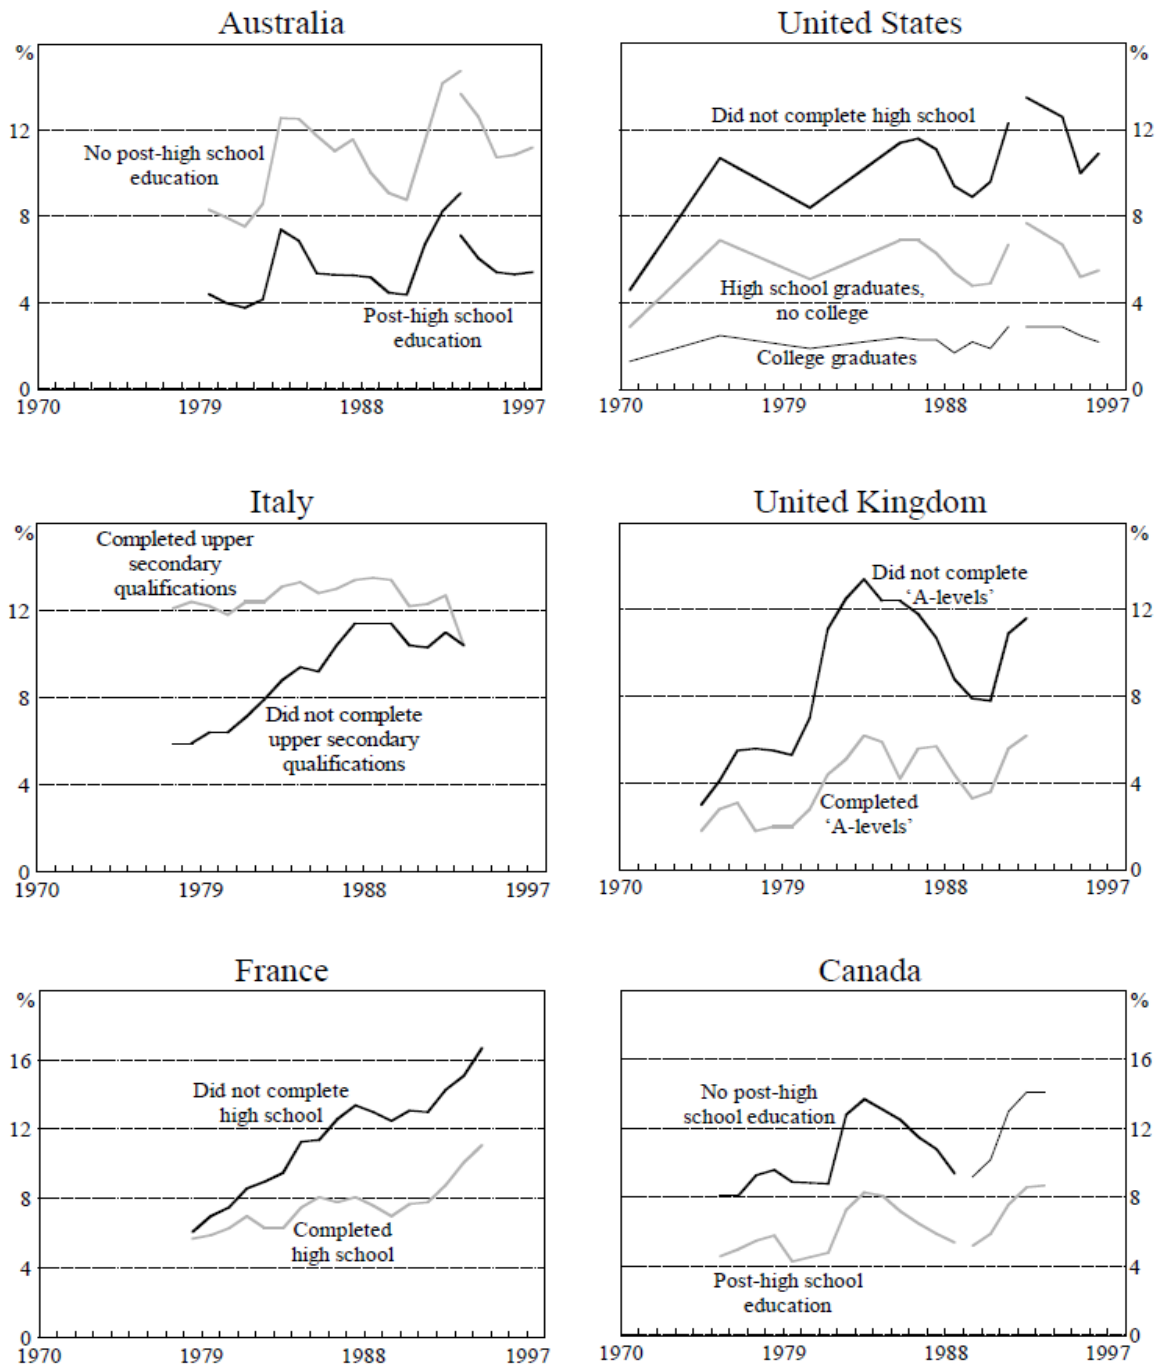 Australia
%
12
8
4
0
No post-high school
education
Post-high school
education
1970
1979
1988
1997
United States
%
12
8
4
0
Did not complete high school
High school graduates,
no college
College graduates
1970
1979
1988
1997
Italy
%
12
8
4
0
Completed upper
secondary
qualifications
Did not complete
upper secondary
qualifications
1970
1979
1988
1997
United Kingdom
%
12
8
4
0
Did not complete
‘A-levels’
Completed
‘A-levels’
1970
1979
1988
1997
France
%
16
12
8
4
0
Did not complete
high school
Completed
high school
1970
1979
1988
1997
Canada
%
16
12
8
4
0
No post-high
school education
Post-high school
education
1970
1979
1988
1997